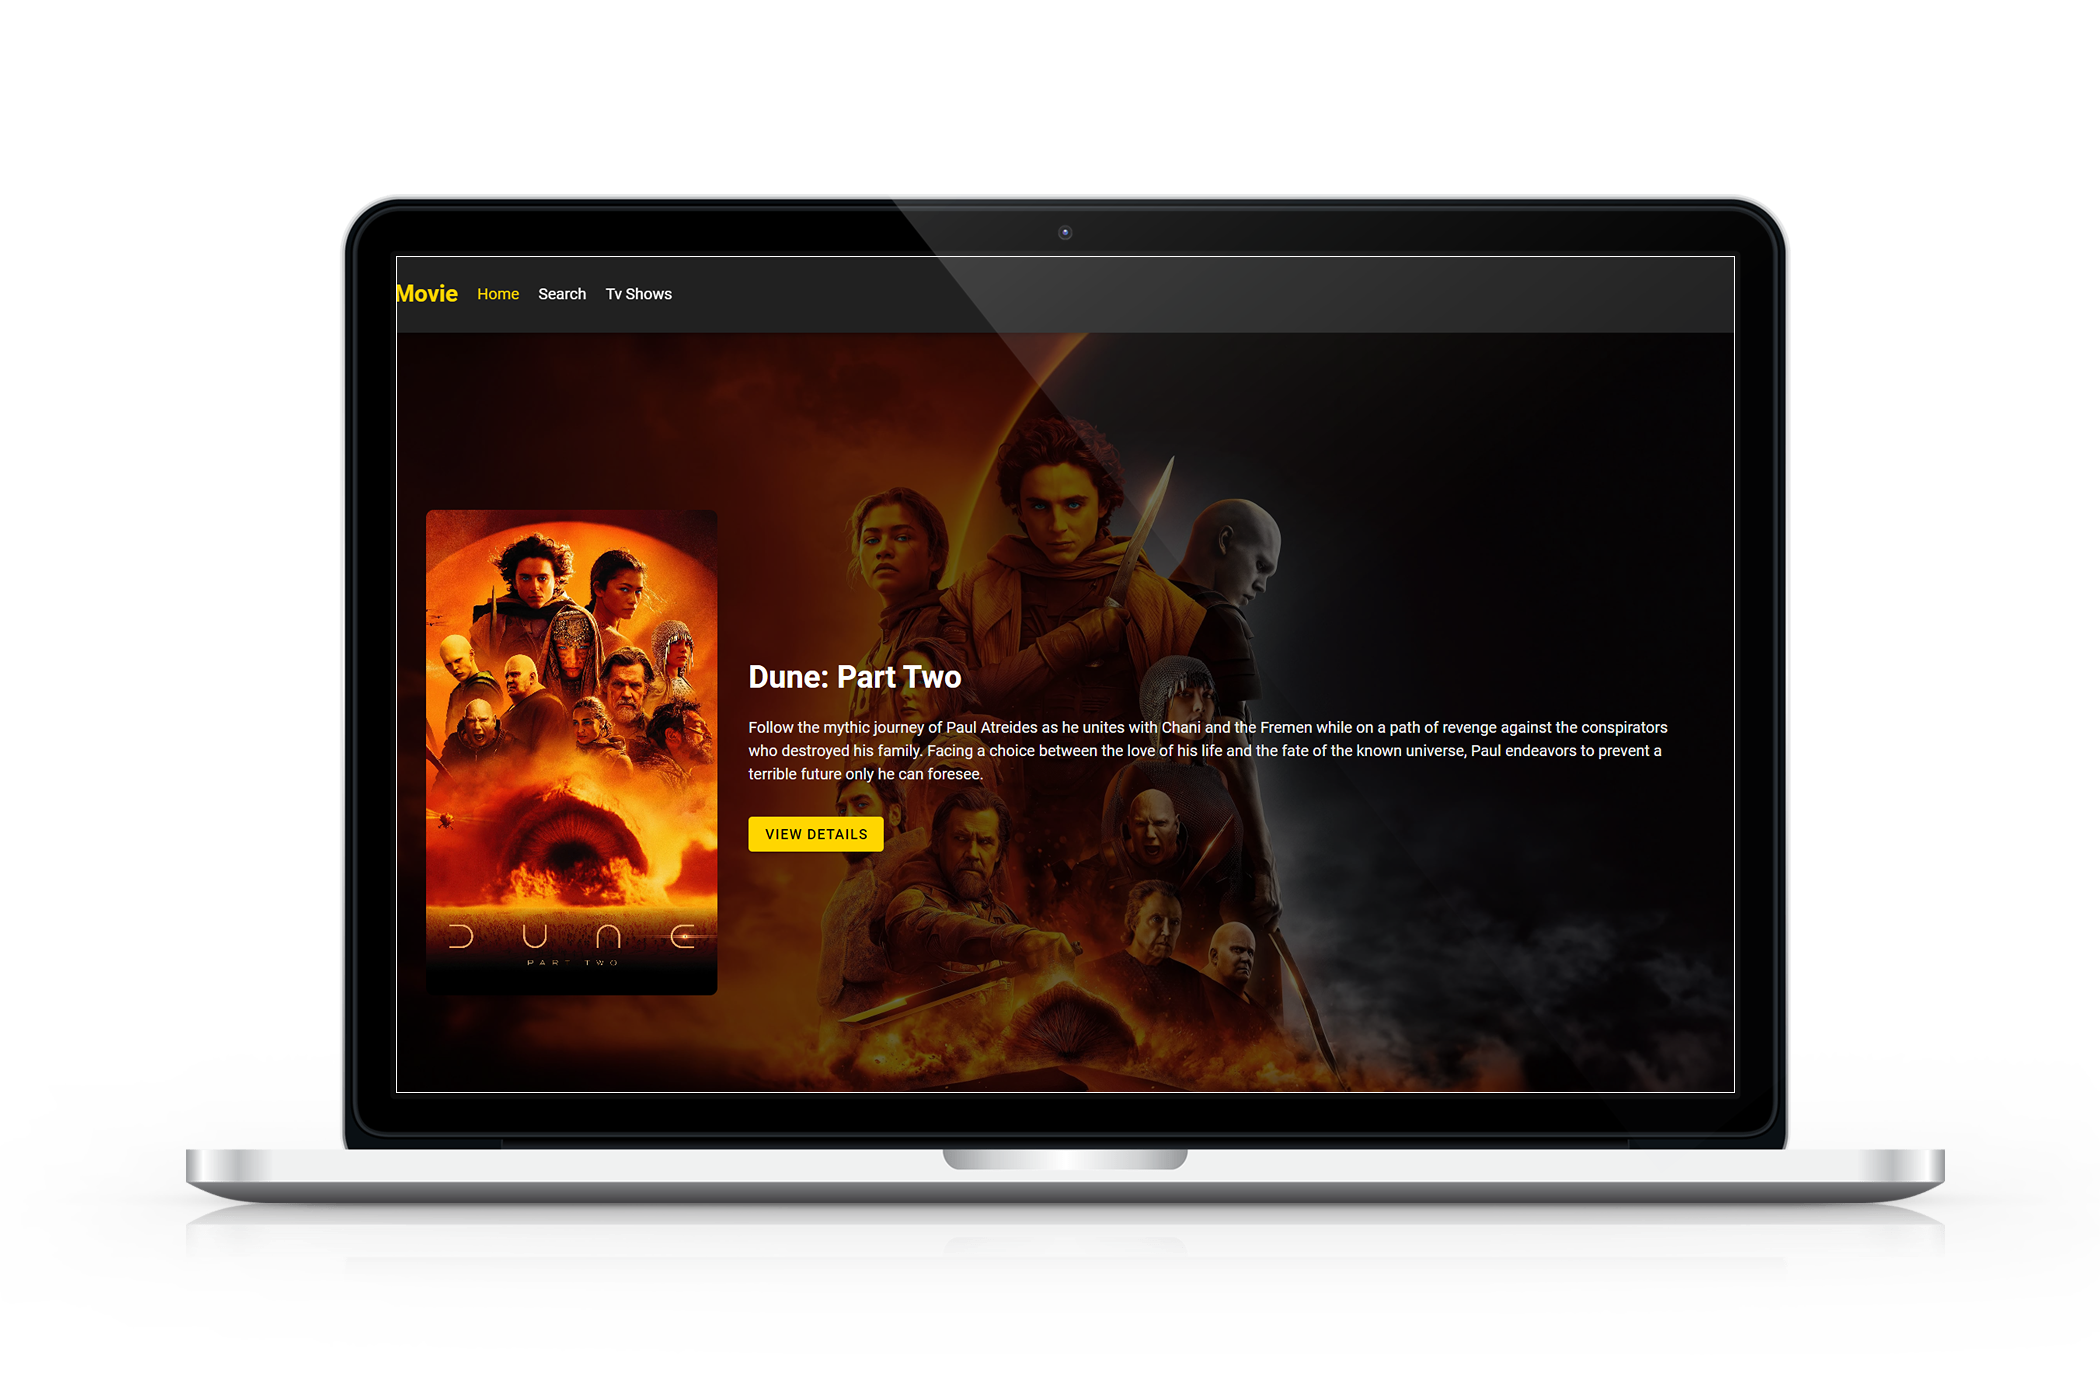 Movie Home Search Tv Shows
Dune: Part Two
Follow the mythic journey of Paul Atreides as he unites with Chani and the Fremen while on a path of revenge against the conspirators
who destroyed his family. Facing a choice between the love of his life and the fate of the known universe, Paul endeavors to prevent a
terrible future only he can foresee.
VIEW DETAILS
DUNE
PART TWO